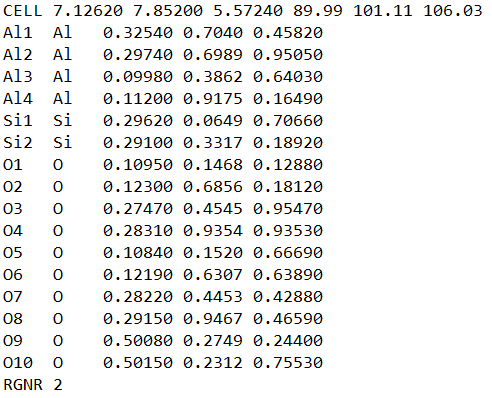 CELL 7.12620 7.85200 5.57240 89.99 101.11 106.03
Al1 Al 0.32540 0.7040 0.45820
Al2 Al 0.29740 0.6989 0.95050
Al3 Al 0.09980 0.3862 0.64030
Al4 Al 0.11200 0.9175 0.16490
Si1 Si 0.29620 0.0649 0.70660
Si2 Si 0.29100 0.3317 0.18920
O1 O 0.10950 0.1468 0.12880
O2 O 0.12300 0.6856 0.18120
O3 O 0.27470 0.4545 0.95470
O4 O 0.28310 0.9354 0.93530
O5 O 0.10840 0.1520 0.66690
O6 O 0.12190 0.6307 0.63890
O7 O 0.28220 0.4453 0.42880
O8 O 0.29150 0.9467 0.46590
O9 O 0.50080 0.2749 0.24400
O10 O 0.50150 0.2312 0.75530
RGNR 2